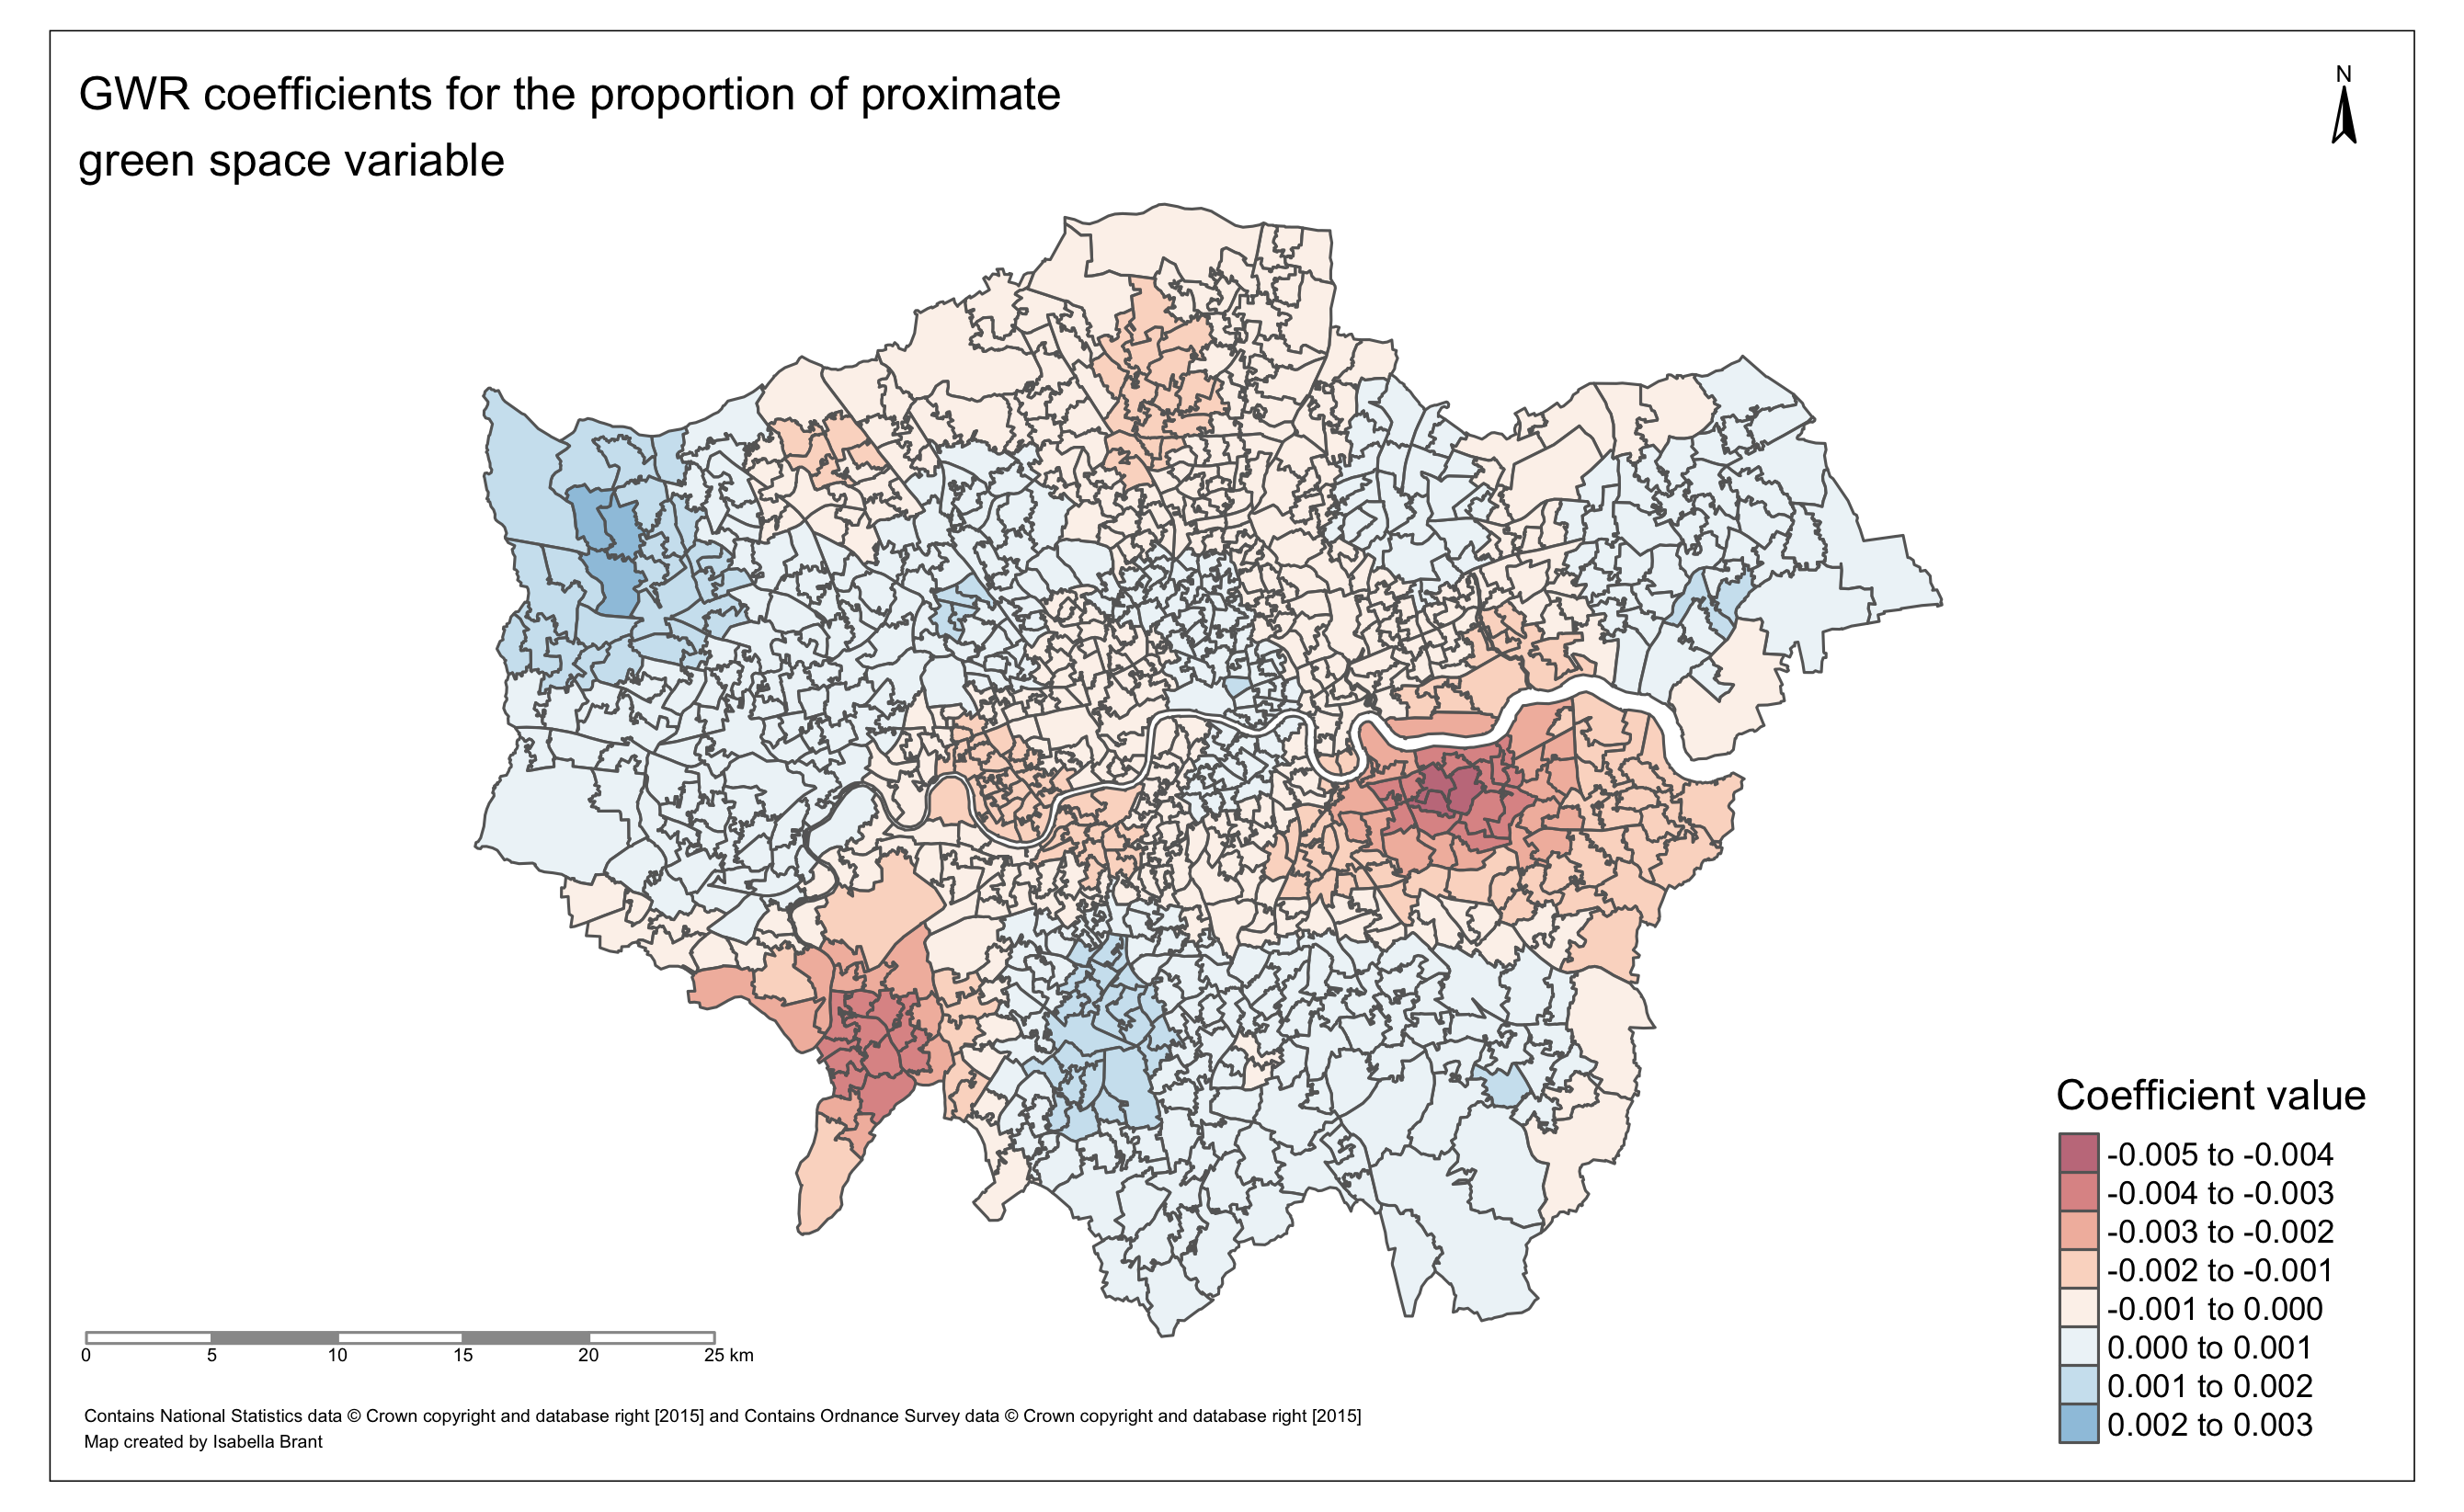 GWR coefficients for the proportion of proximate
green space variable
N
Coefficient value
-0.005 to -0.004
-0.004 to -0.003
-0.003 to -0.002
-0.002 to -0.001
-0.001 to 0.000
0.000 to 0.001
0.001 to 0.002
0.002 to 0.003
0 5 10 15 20 25 km
Contains National Statistics data © Crown copyright and database right [2015] and Contains Ordnance Survey data © Crown copyright and database right [2015]
Map created by Isabella Brant